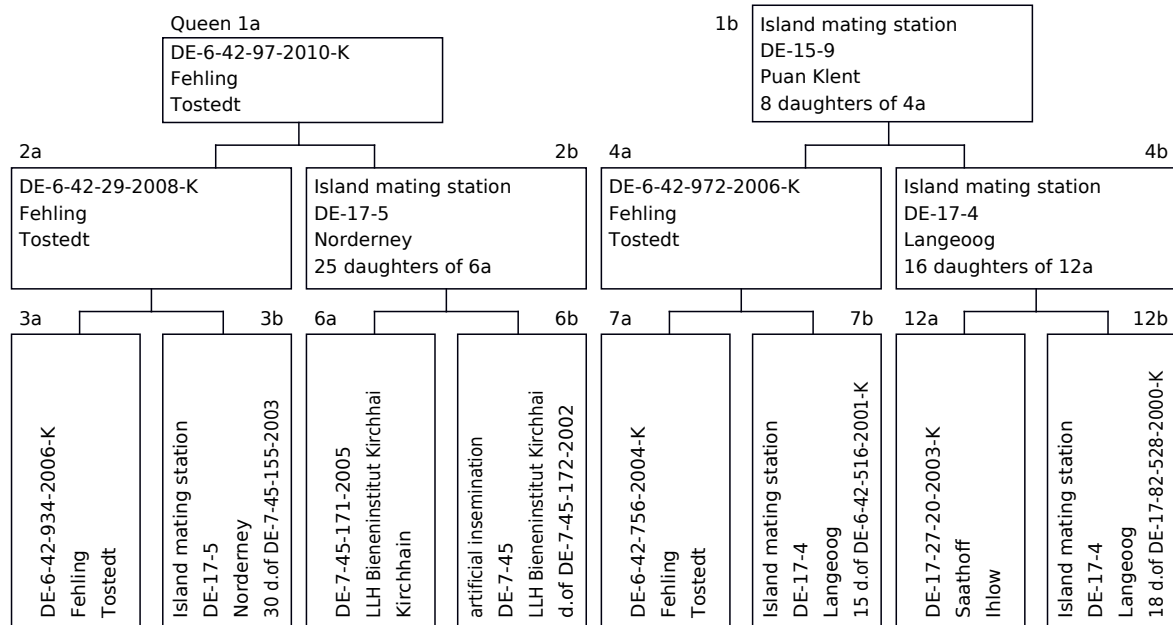 Queen 1a
DE-6-42-97-2010-K
Fehling
Tostedt
1b
Island mating station
DE-15-9
Puan Klent
8 daughters of 4a
2a
DE-6-42-29-2008-K
Fehling
Tostedt
2b
Island mating station
DE-17-5
Norderney
25 daughters of 6a
4a
DE-6-42-972-2006-K
Fehling
Tostedt
4b
Island mating station
DE-17-4
Langeoog
16 daughters of 12a
3a
DE-6-42-934-2006-K
Fehling
Tostedt
3b
Island mating station
DE-17-5
Norderney
30 d.of DE-7-45-155-2003
6a
DE-7-45-171-2005
LLH Bieneninstitut Kirchhai
Kirchhain
6b
artificial insemination
DE-7-45
LLH Bieneninstitut Kirchhai
d.of DE-7-45-172-2002
7a
DE-6-42-756-2004-K
Fehling
Tostedt
7b
Island mating station
DE-17-4
Langeoog
15 d.of DE-6-42-516-2001-K
12a
DE-17-27-20-2003-K
Saathoff
Ihlow
12b
Island mating station
DE-17-4
Langeoog
18 d.of DE-17-82-528-2000-K